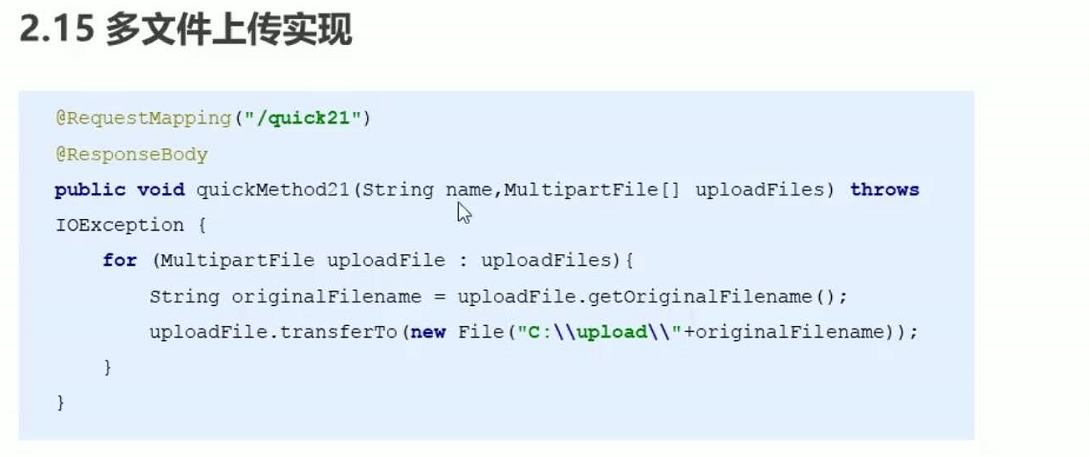 2.15 多文件上传实现
@RequestMapping("/quick21")
@ResponseBody
public void quickMethod21(String name,MultipartFile[] uploadFiles) throws
IOException {
    for (MultipartFile uploadFile : uploadFiles){
        String originalFilename = uploadFile.getOriginalFilename();
        uploadFile.transferTo(new File("C:\\upload\\"+originalFilename));
    }
}